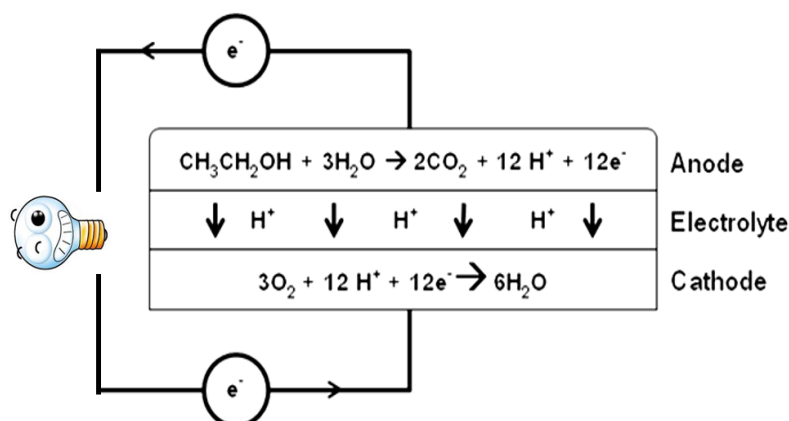 e⁻
CH₃CH₂OH + 3H₂O → 2CO₂ + 12 H⁺ + 12e⁻ Anode
H⁺ H⁺ H⁺ Electrolyte
3O₂ + 12 H⁺ + 12e⁻ → 6H₂O Cathode
e⁻